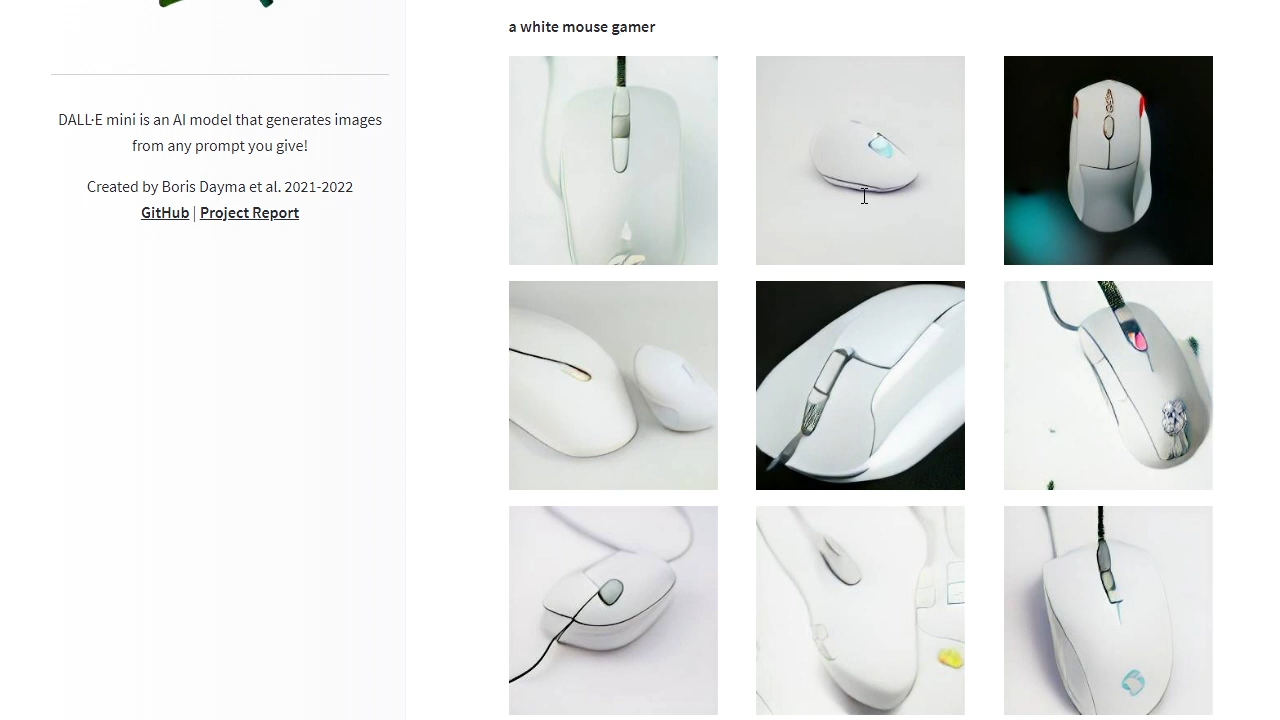 a white mouse gamer
DALL·E mini is an AI model that generates images
from any prompt you give!
Created by Boris Dayma et al. 2021-2022
GitHub | Project Report